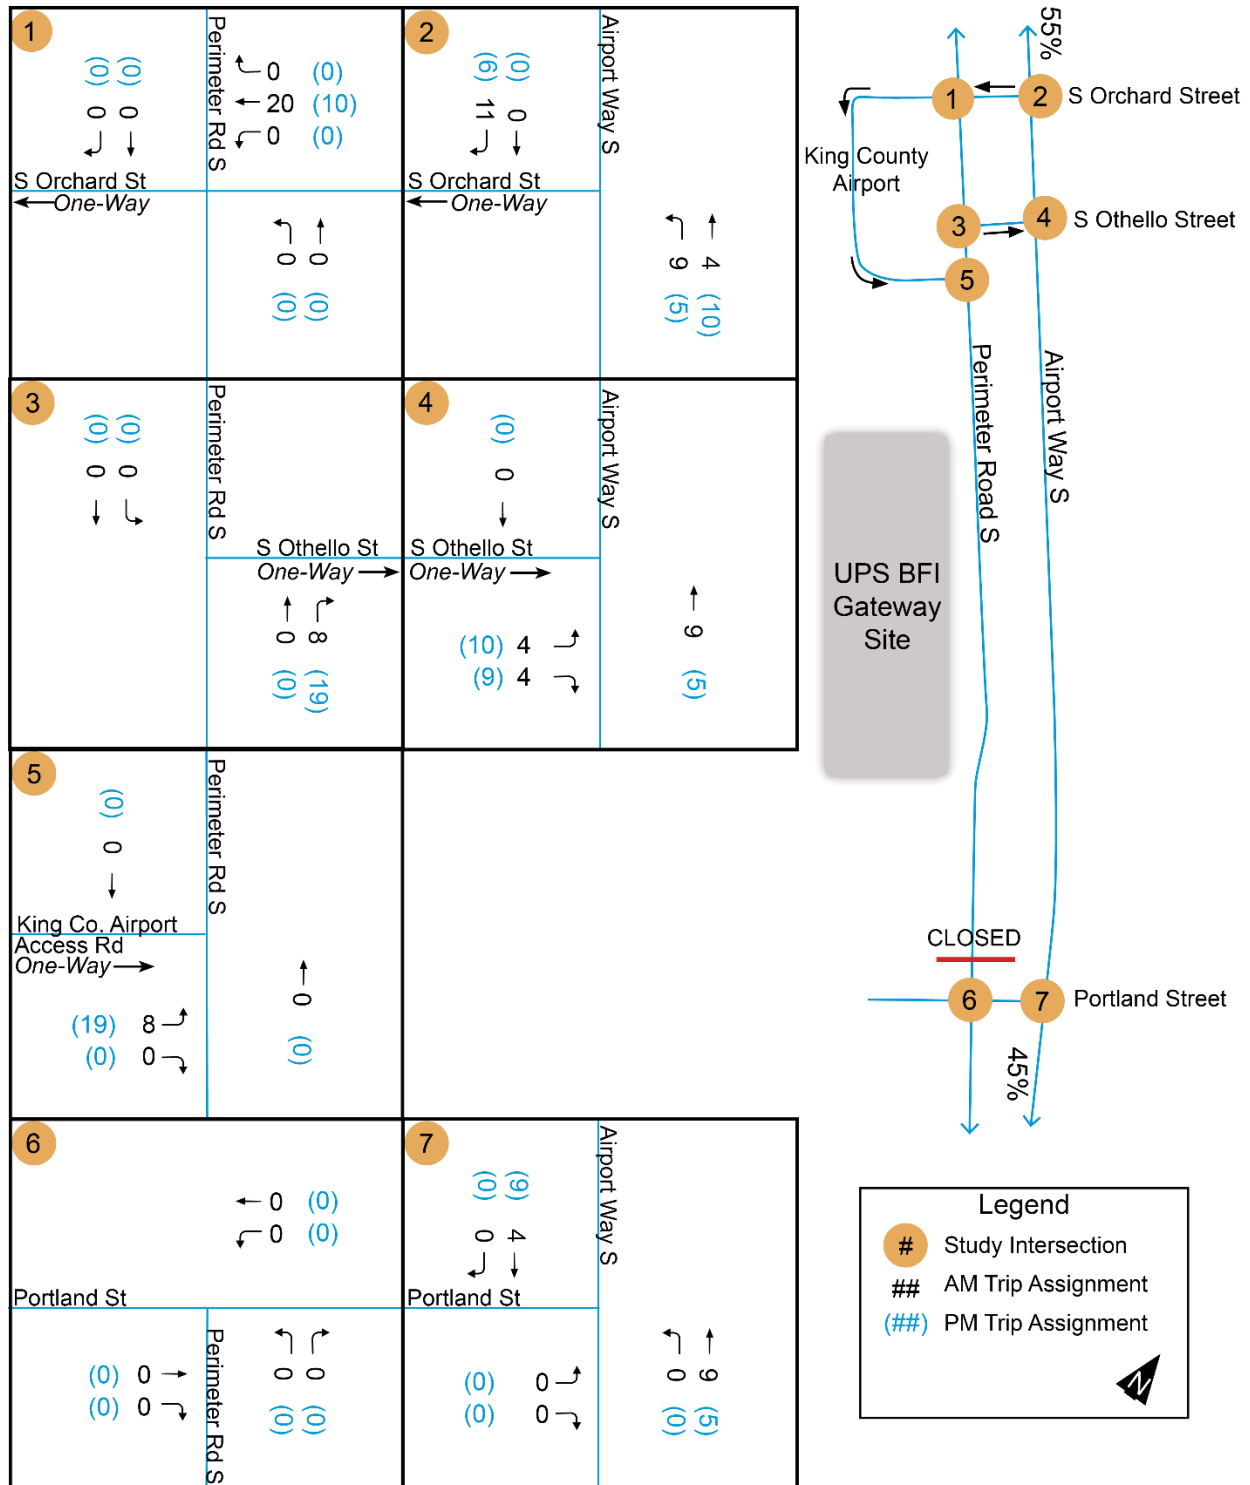 1
Perimeter Rd S
(0) (0)
0 0
0 (0)
20 (10)
0 (0)
S Orchard St
One-Way
0 0
(0) (0)
2
Airport Way S
(6) (0)
11 0
S Orchard St
One-Way
9 4
(5) (10)
3
Perimeter Rd S
(0) (0)
0 0
S Othello St
One-Way
0 8
(0) (19)
4
Airport Way S
(0)
0
S Othello St
One-Way
(10) 4
(9) 4
9
(5)
5
Perimeter Rd S
(0)
0
King Co. Airport
Access Rd
One-Way
(19) 8
(0) 0
0
(0)
6
0 (0)
0 (0)
Portland St
Perimeter Rd S
(0) 0
(0) 0
0 0
(0) (0)
7
Airport Way S
(0) (9)
0 4
Portland St
(0) 0
(0) 0
0 9
(0) (5)
55%
1
2
S Orchard Street
King County
Airport
3
4
S Othello Street
5
Perimeter Road S
Airport Way S
UPS BFI
Gateway
Site
CLOSED
6
7
Portland Street
45%
Legend
# Study Intersection
## AM Trip Assignment
(##) PM Trip Assignment
N